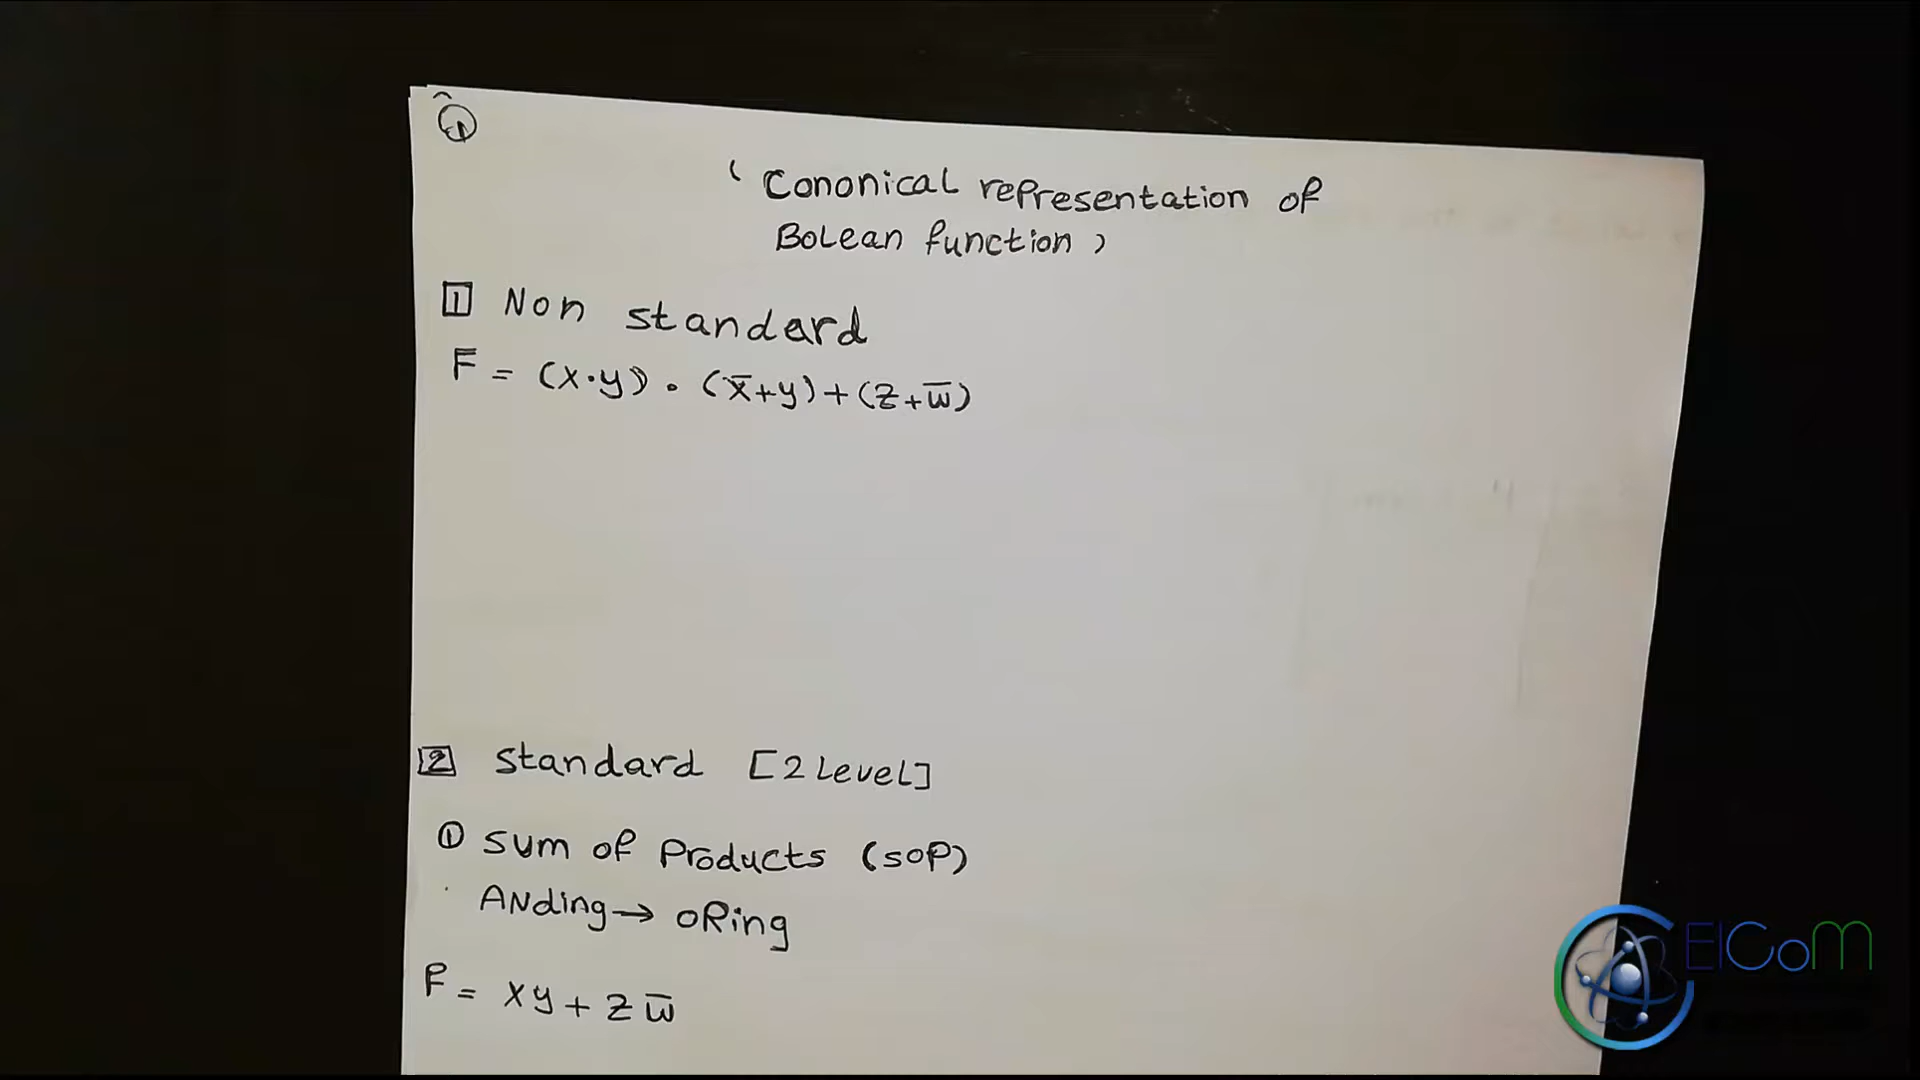 1
( Cononical representation of
Bolean function )
1 Non standard
F = (x·y) · (x̅+y)+(z+w̅)
2 standard [2 Level]
① sum of Products (sop)
ANding→ oRing
F = xy + z w̅
ElCoM